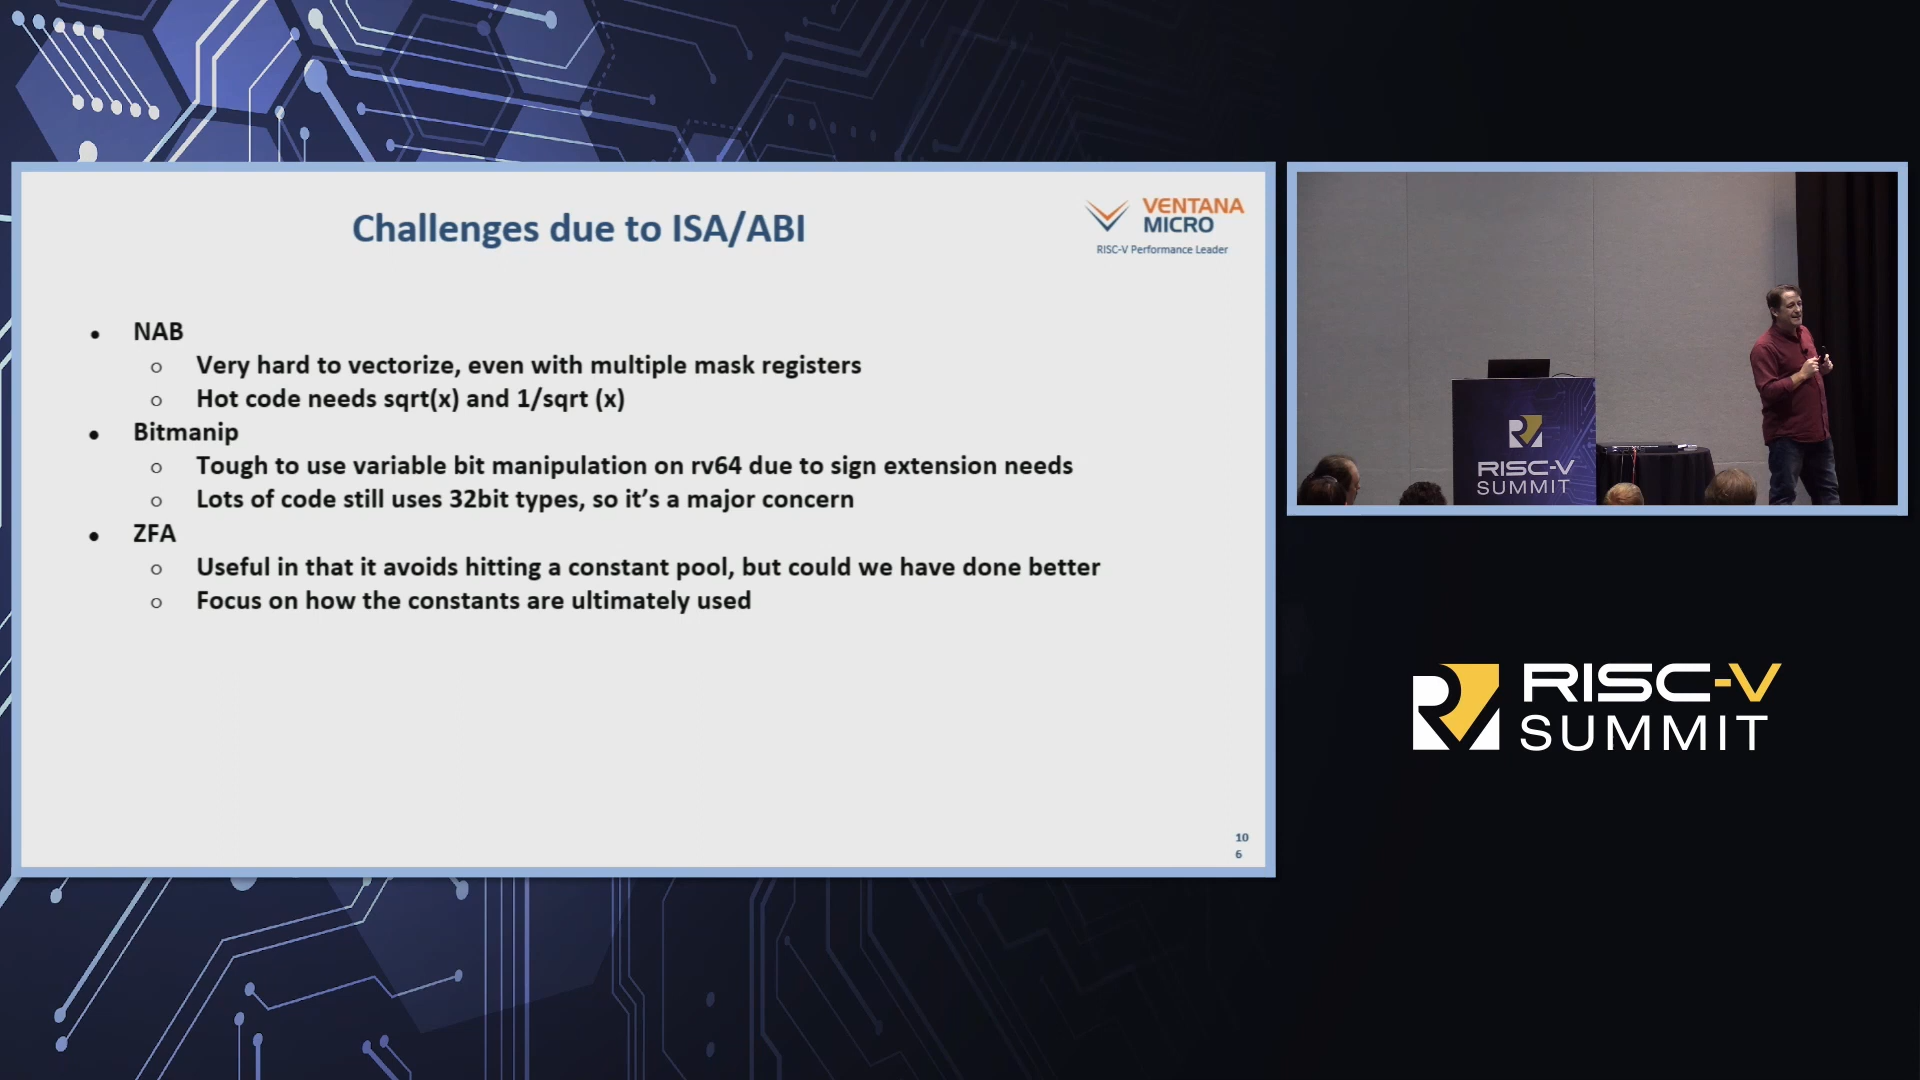 Challenges due to ISA/ABI
VENTANA
MICRO
RISC-V Performance Leader
● NAB
○ Very hard to vectorize, even with multiple mask registers
○ Hot code needs sqrt(x) and 1/sqrt (x)
● Bitmanip
○ Tough to use variable bit manipulation on rv64 due to sign extension needs
○ Lots of code still uses 32bit types, so it's a major concern
● ZFA
○ Useful in that it avoids hitting a constant pool, but could we have done better
○ Focus on how the constants are ultimately used
10
6
RISC-V
SUMMIT
RISC-V
SUMMIT